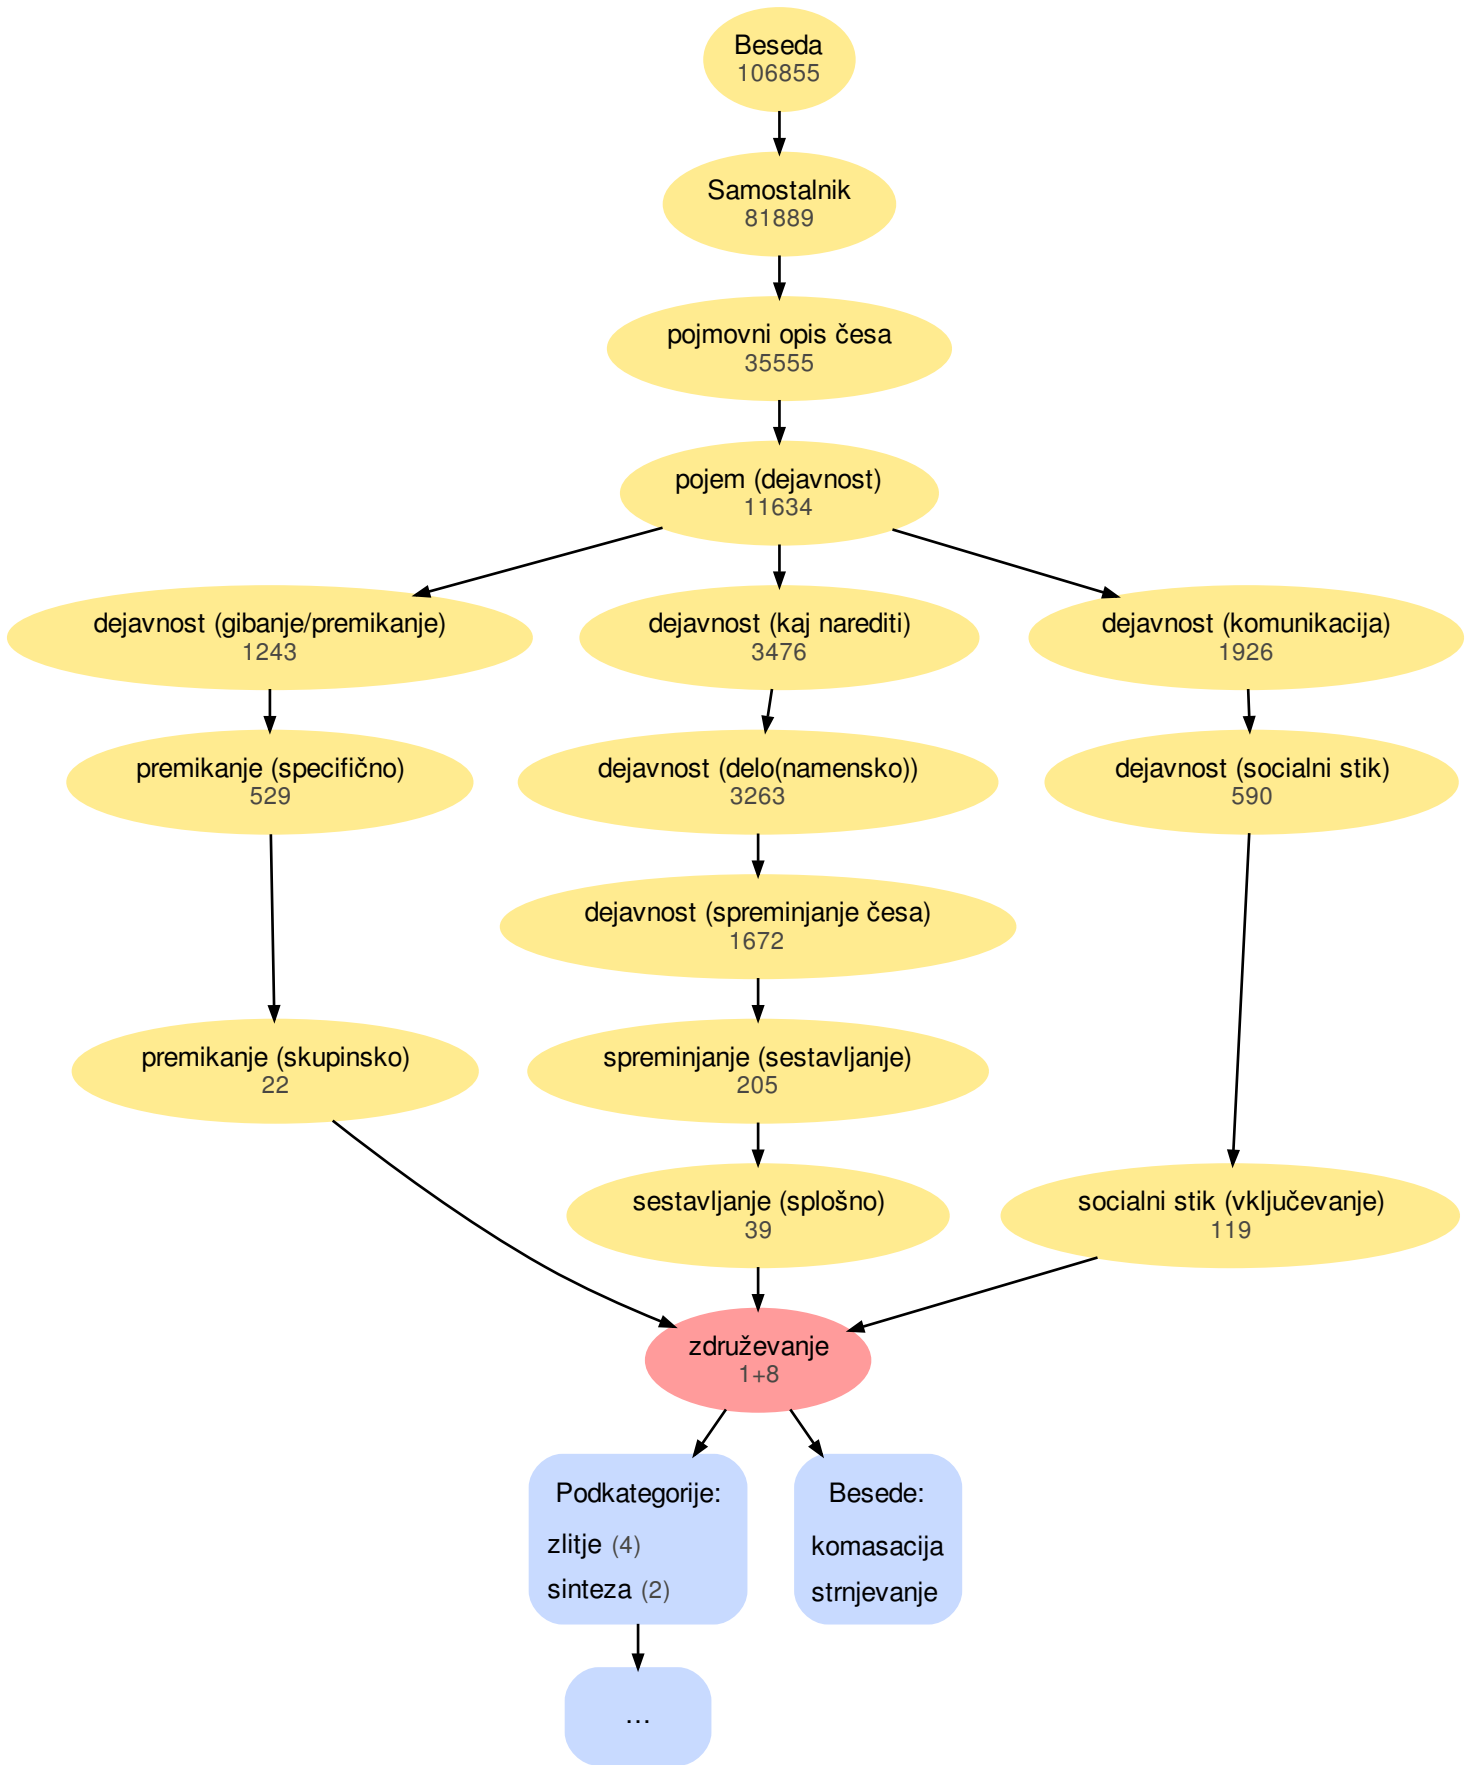 Beseda
106855
Samostalnik
81889
pojmovni opis česa
35555
pojem (dejavnost)
11634
dejavnost (gibanje/premikanje)
1243
dejavnost (kaj narediti)
3476
dejavnost (komunikacija)
1926
premikanje (specifično)
529
dejavnost (delo(namensko))
3263
dejavnost (socialni stik)
590
dejavnost (spreminjanje česa)
1672
premikanje (skupinsko)
22
spreminjanje (sestavljanje)
205
sestavljanje (splošno)
39
socialni stik (vključevanje)
119
združevanje
1+8
Podkategorije:
zlitje (4)
sinteza (2)
Besede:
komasacija
strnjevanje
...